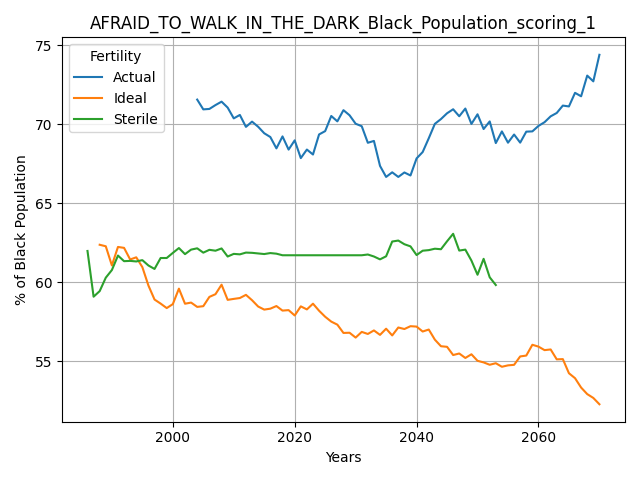 AFRAID_TO_WALK_IN_THE_DARK_Black_Population_scoring_1
Fertility
Actual
Ideal
Sterile
% of Black Population
75
70
65
60
55
2000
2020
2040
2060
Years